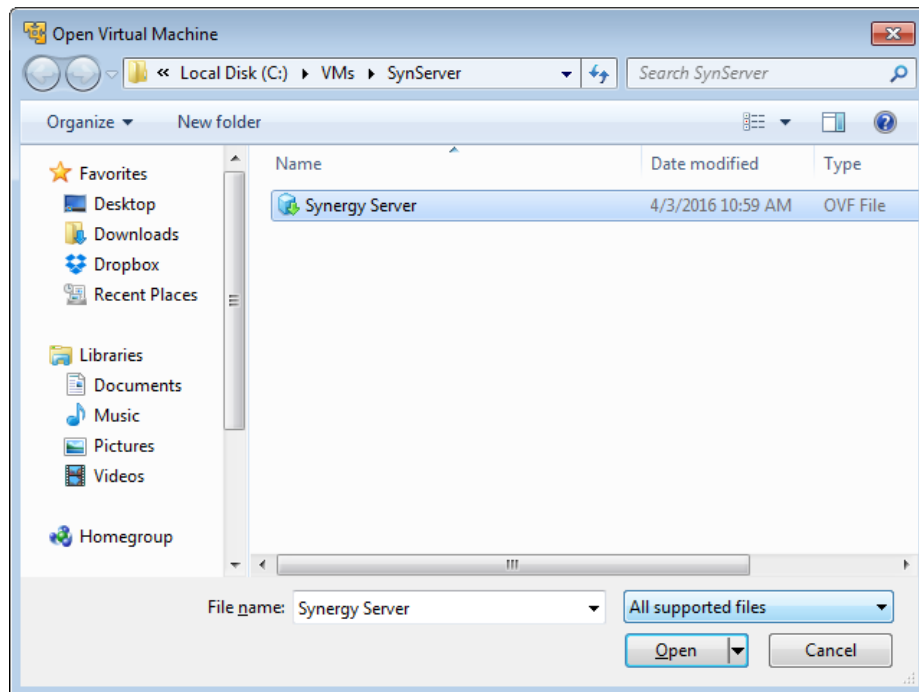 Open Virtual Machine
« Local Disk (C:) VMs SynServer Search SynServer
Organize New folder
Name Date modified Type
Synergy Server 4/3/2016 10:59 AM OVF File
Favorites
Desktop
Downloads
Dropbox
Recent Places
Libraries
Documents
Music
Pictures
Videos
Homegroup
File name: Synergy Server All supported files
Open Cancel